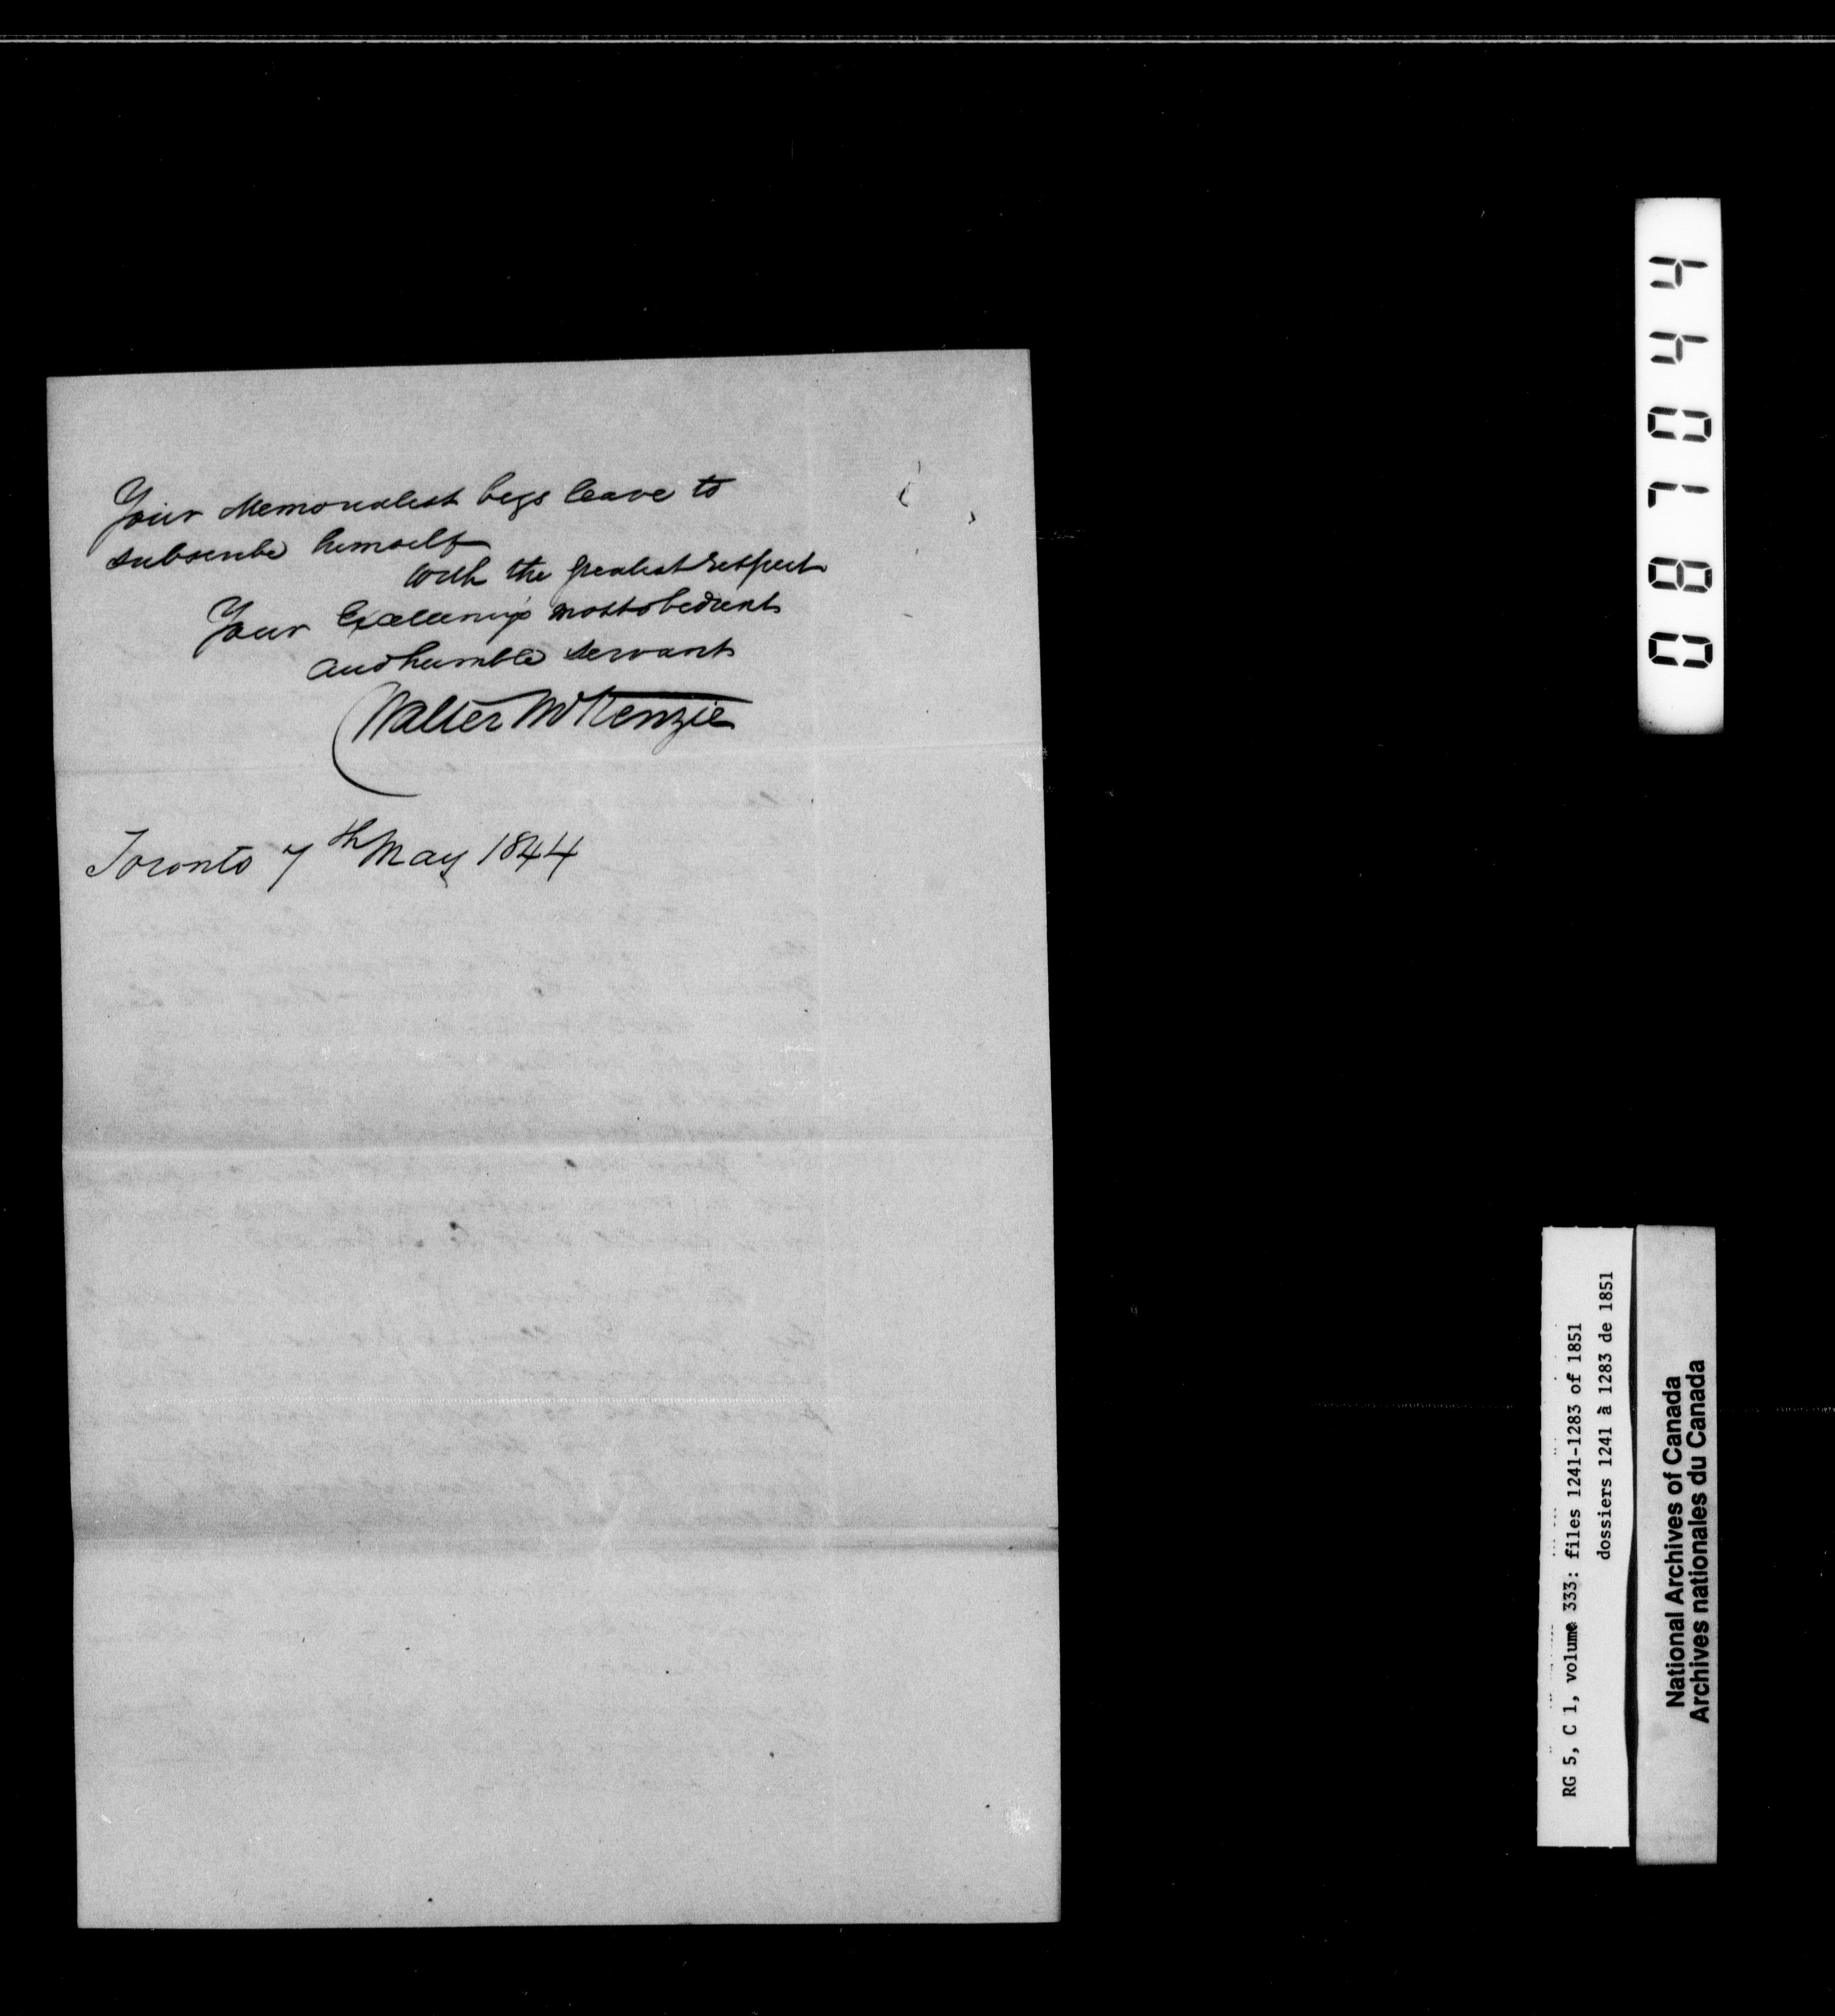 Your Memorialist begs leave to
subscribe himself
with the greatest respect
Your Excellency's most obedient
and humble servant
Walter McKenzie
Toronto 7th May 1844
087044
RG 5, C 1, volume 333: files 1241-1283 of 1851
dossiers 1241 à 1283 de 1851
National Archives of Canada
Archives nationales du Canada